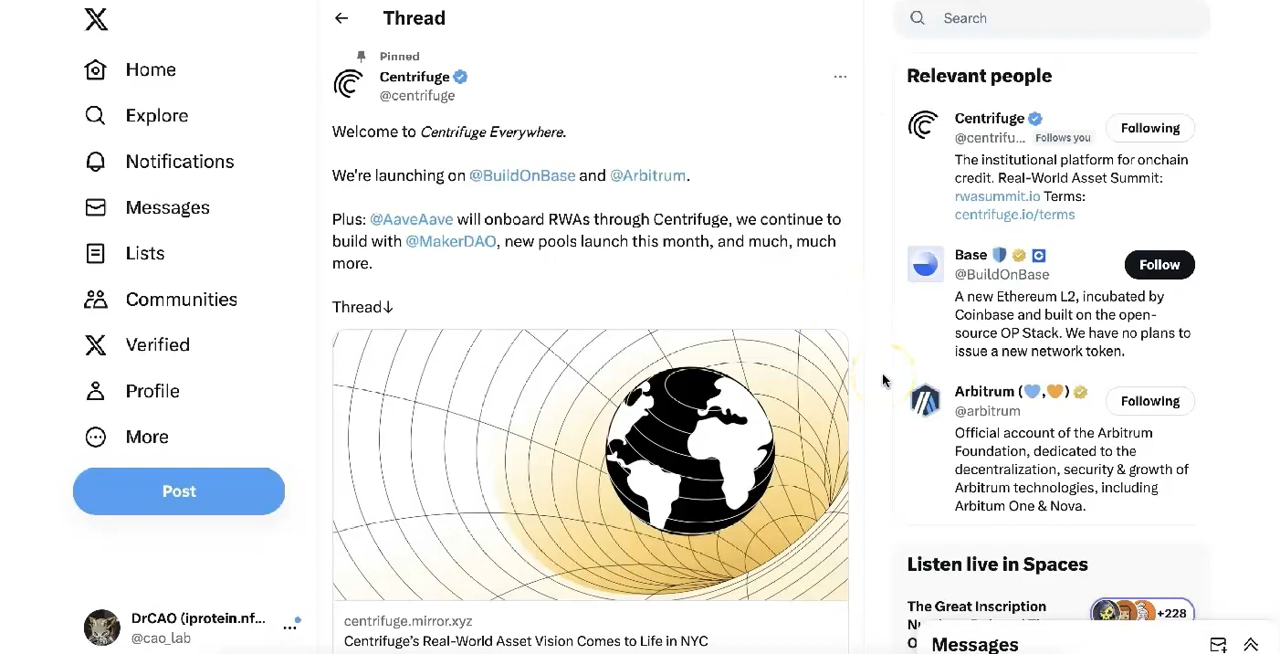 Home
Explore
Notifications
Messages
Lists
Communities
Verified
Profile
More
Post
DrCAO (iprotein.nf...
@cao_lab
Thread
Pinned
Centrifuge
@centrifuge
Welcome to Centrifuge Everywhere.
We're launching on @BuildOnBase and @Arbitrum.
Plus: @AaveAave will onboard RWAs through Centrifuge, we continue to
build with @MakerDAO, new pools launch this month, and much, much
more.
Thread↓
centrifuge.mirror.xyz
Centrifuge's Real-World Asset Vision Comes to Life in NYC
Search
Relevant people
Centrifuge
@centrifu... Follows you
Following
The institutional platform for onchain
credit. Real-World Asset Summit:
rwasummit.io Terms:
centrifuge.io/terms
Base
@BuildOnBase
Follow
A new Ethereum L2, incubated by
Coinbase and built on the open-
source OP Stack. We have no plans to
issue a new network token.
Arbitrum (💙,🧡)
@arbitrum
Following
Official account of the Arbitrum
Foundation, dedicated to the
decentralization, security & growth of
Arbitrum technologies, including
Arbitum One & Nova.
Listen live in Spaces
The Great Inscription
+228
Messages